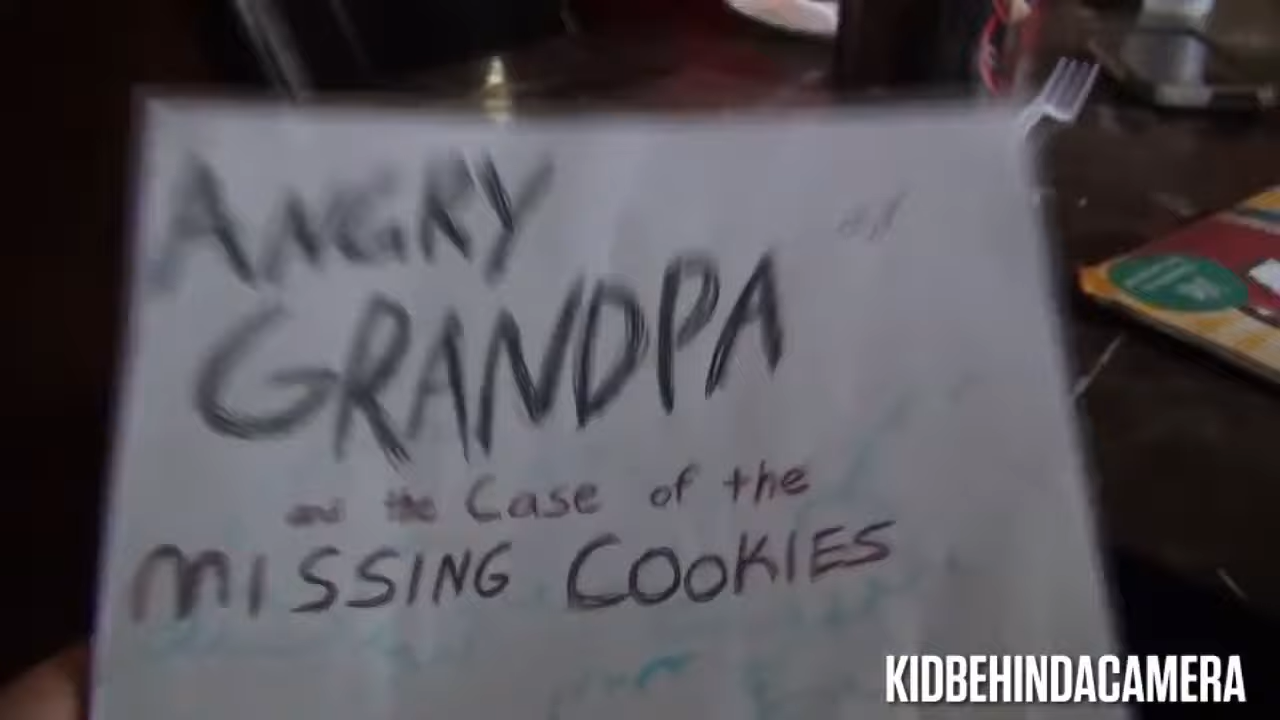 ANGRY
GRANDPA
and the Case of the
MISSING COOKIES
KIDBEHINDACAMERA